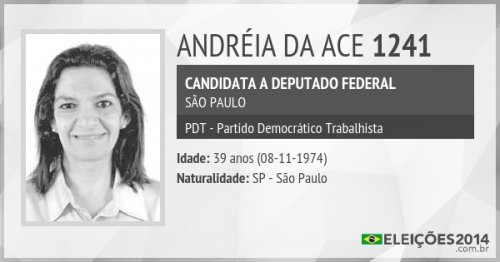 ANDRÉIA DA ACE 1241
CANDIDATA A DEPUTADO FEDERAL
SÃO PAULO
PDT - Partido Democrático Trabalhista
Idade: 39 anos (08-11-1974)
Naturalidade: SP - São Paulo
ELEIÇÕES2014
.com.br